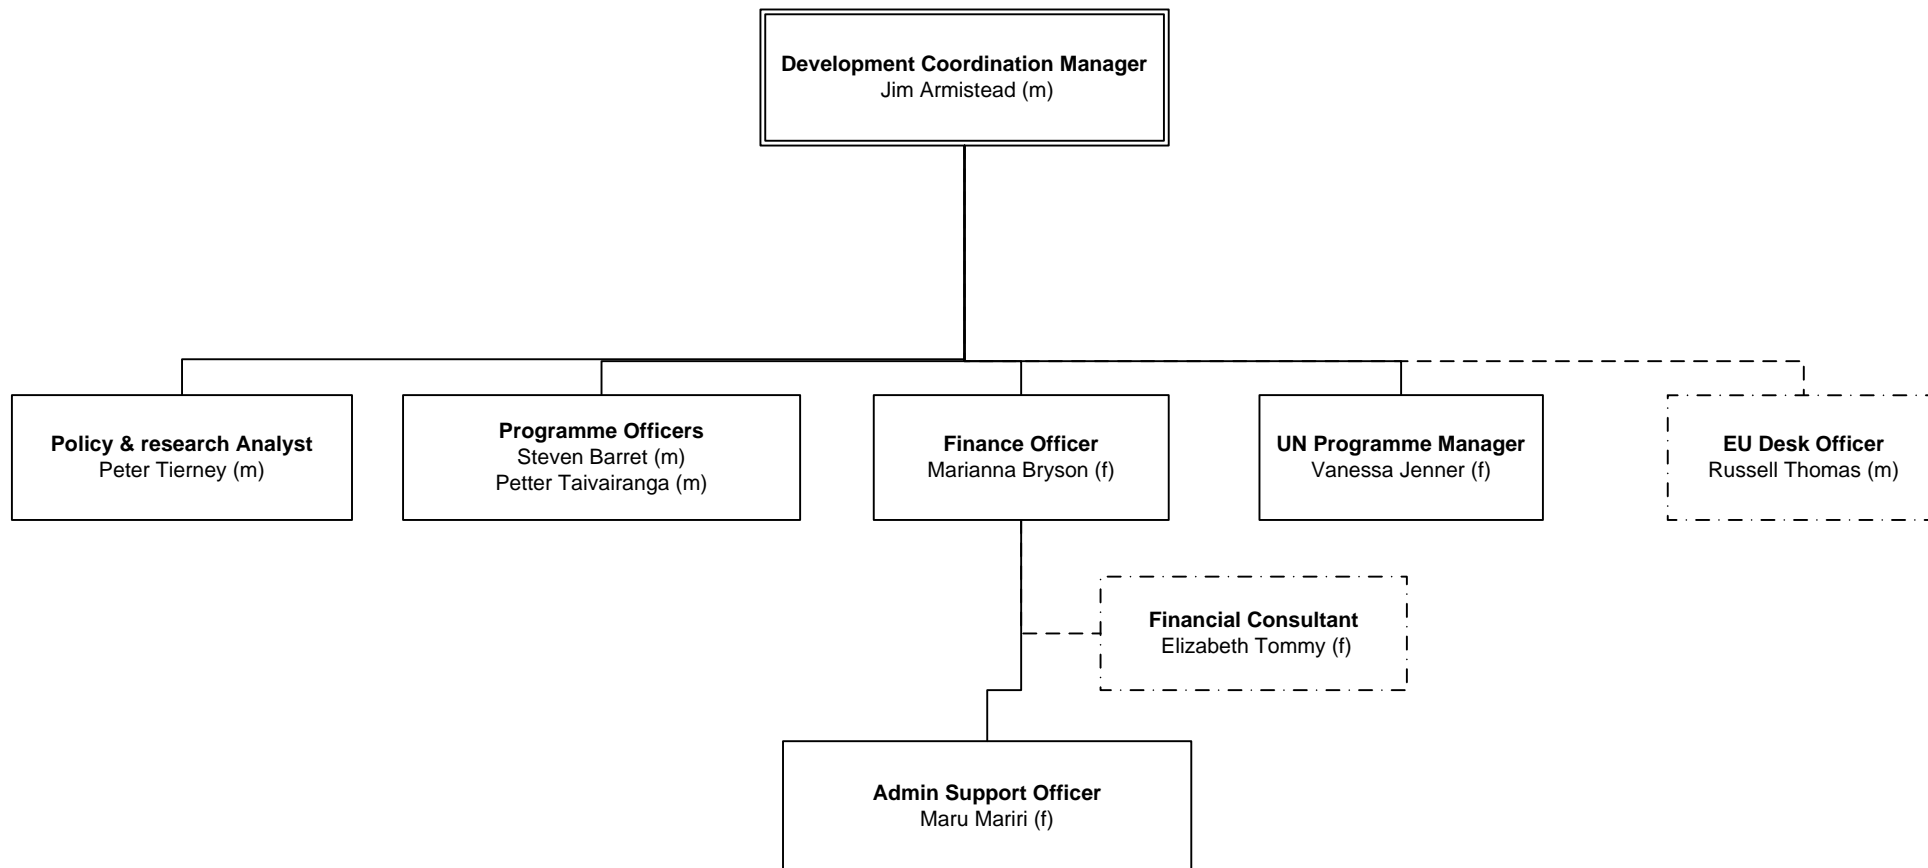 Development Coordination Manager
Jim Armistead (m)
Policy & research Analyst
Peter Tierney (m)
Programme Officers
Steven Barret (m)
Petter Taivairanga (m)
Finance Officer
Marianna Bryson (f)
UN Programme Manager
Vanessa Jenner (f)
EU Desk Officer
Russell Thomas (m)
Financial Consultant
Elizabeth Tommy (f)
Admin Support Officer
Maru Mariri (f)